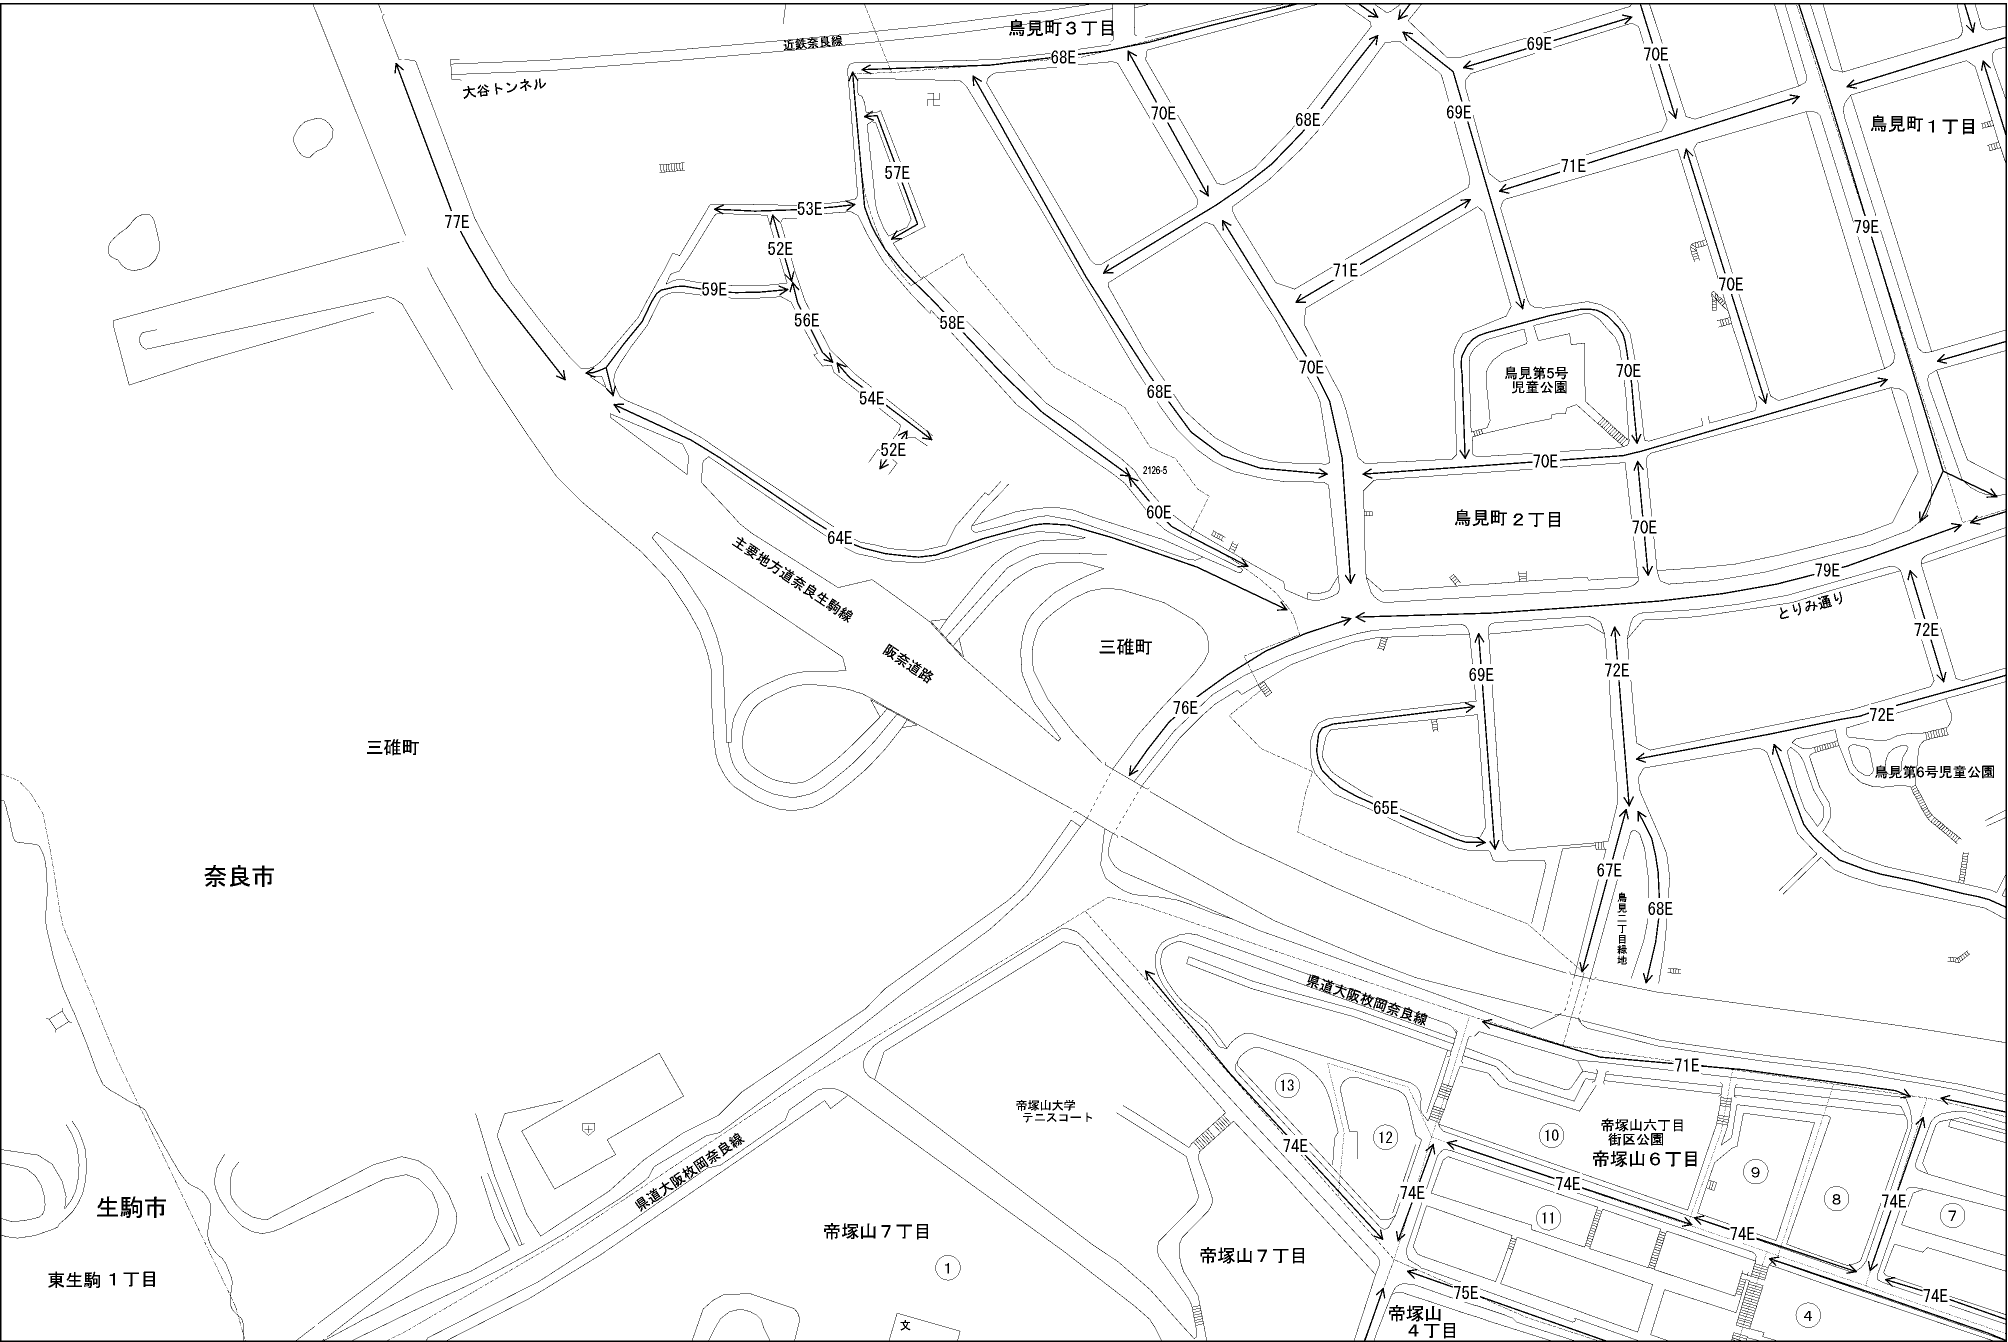 鳥見町３丁目
近鉄奈良線
69E
70E
68E
大谷トンネル
70E
68E
69E
鳥見町１丁目
71E
57E
77E
53E
79E
52E
71E
59E
70E
56E
58E
70E
鳥見第5号
児童公園
70E
68E
54E
52E
70E
2126-5
60E
鳥見町２丁目
70E
64E
主要地方道奈良生駒線
79E
とりみ通り
72E
三碓町
阪奈道路
69E
72E
76E
72E
三碓町
鳥見第6号児童公園
65E
奈良市
67E
68E
鳥見二丁目緑地
県道大阪枚岡奈良線
71E
⑬
帝塚山大学
テニスコート
帝塚山六丁目
街区公園
⑫
⑩
74E
帝塚山６丁目
⑨
県道大阪枚岡奈良線
74E
74E
⑧
74E
生駒市
⑪
⑦
帝塚山７丁目
74E
帝塚山７丁目
①
東生駒１丁目
75E
74E
帝塚山
４丁目
④
文